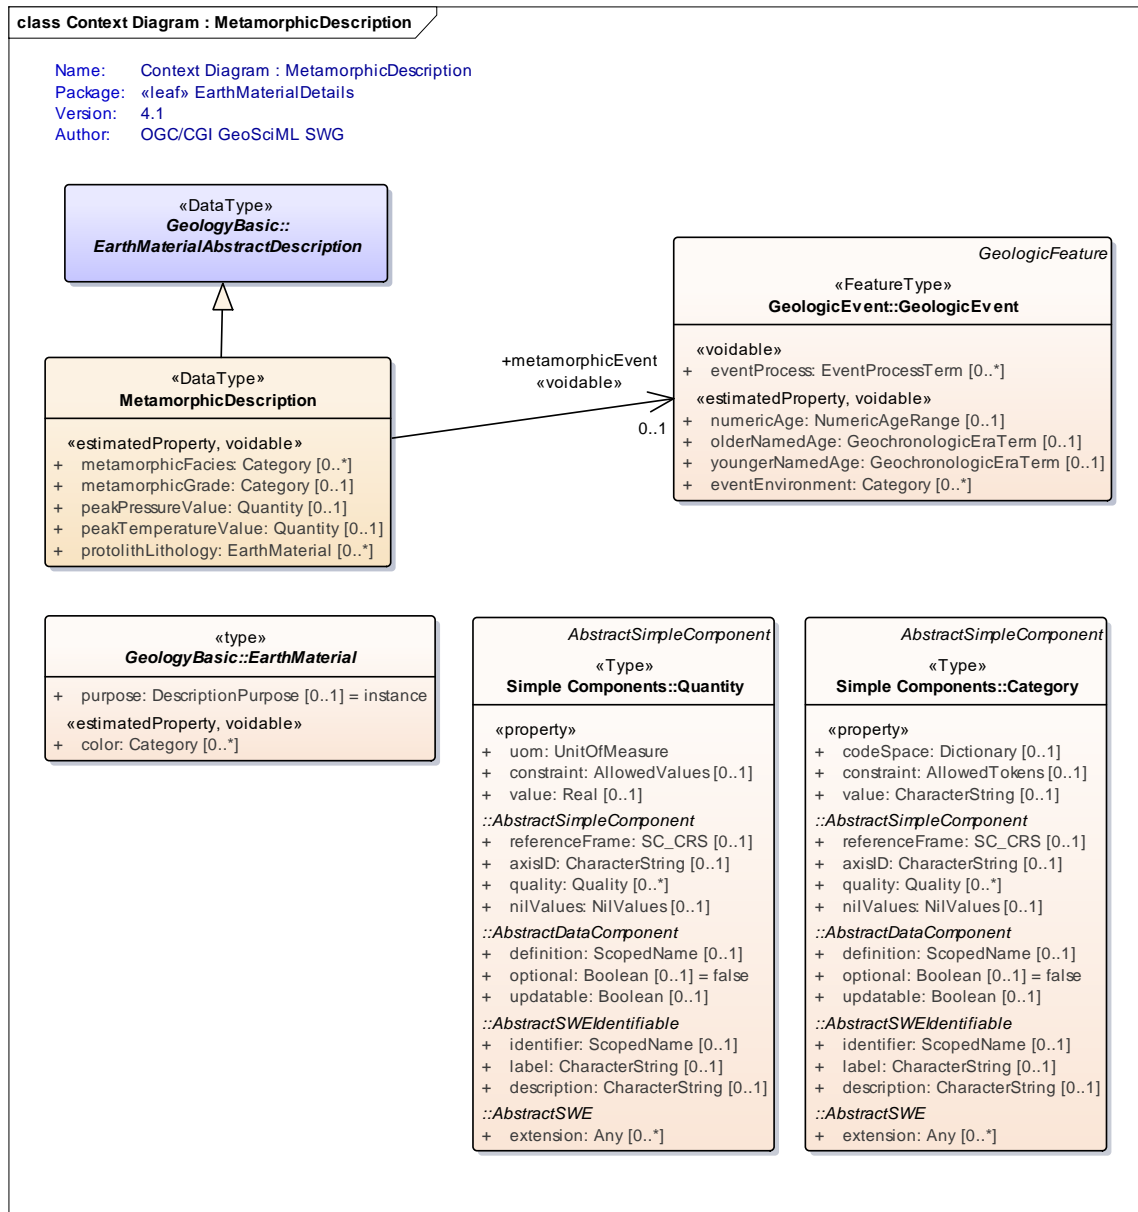 class Context Diagram : MetamorphicDescription
Name: Context Diagram : MetamorphicDescription
Package: «leaf» EarthMaterialDetails
Version: 4.1
Author: OGC/CGI GeoSciML SWG
«DataType»
GeologyBasic::
EarthMaterialAbstractDescription
GeologicFeature
«FeatureType»
GeologicEvent::GeologicEvent
«voidable»
+ eventProcess: EventProcessTerm [0..*]
«estimatedProperty, voidable»
+ numericAge: NumericAgeRange [0..1]
+ olderNamedAge: GeochronologicEraTerm [0..1]
+ youngerNamedAge: GeochronologicEraTerm [0..1]
+ eventEnvironment: Category [0..*]
+metamorphicEvent
«voidable»
0..1
«DataType»
MetamorphicDescription
«estimatedProperty, voidable»
+ metamorphicFacies: Category [0..*]
+ metamorphicGrade: Category [0..1]
+ peakPressureValue: Quantity [0..1]
+ peakTemperatureValue: Quantity [0..1]
+ protolithLithology: EarthMaterial [0..*]
«type»
GeologyBasic::EarthMaterial
+ purpose: DescriptionPurpose [0..1] = instance
«estimatedProperty, voidable»
+ color: Category [0..*]
AbstractSimpleComponent
«Type»
Simple Components::Quantity
«property»
+ uom: UnitOfMeasure
+ constraint: AllowedValues [0..1]
+ value: Real [0..1]
::AbstractSimpleComponent
+ referenceFrame: SC_CRS [0..1]
+ axisID: CharacterString [0..1]
+ quality: Quality [0..*]
+ nilValues: NilValues [0..1]
::AbstractDataComponent
+ definition: ScopedName [0..1]
+ optional: Boolean [0..1] = false
+ updatable: Boolean [0..1]
::AbstractSWEIdentifiable
+ identifier: ScopedName [0..1]
+ label: CharacterString [0..1]
+ description: CharacterString [0..1]
::AbstractSWE
+ extension: Any [0..*]
AbstractSimpleComponent
«Type»
Simple Components::Category
«property»
+ codeSpace: Dictionary [0..1]
+ constraint: AllowedTokens [0..1]
+ value: CharacterString [0..1]
::AbstractSimpleComponent
+ referenceFrame: SC_CRS [0..1]
+ axisID: CharacterString [0..1]
+ quality: Quality [0..*]
+ nilValues: NilValues [0..1]
::AbstractDataComponent
+ definition: ScopedName [0..1]
+ optional: Boolean [0..1] = false
+ updatable: Boolean [0..1]
::AbstractSWEIdentifiable
+ identifier: ScopedName [0..1]
+ label: CharacterString [0..1]
+ description: CharacterString [0..1]
::AbstractSWE
+ extension: Any [0..*]